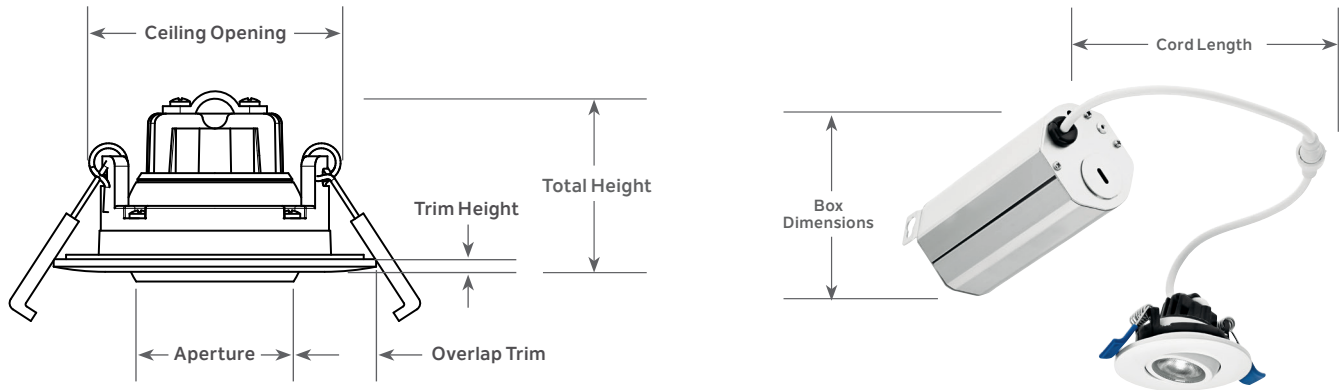 Ceiling Opening
Cord Length
Total Height
Trim Height
Box
Dimensions
Aperture
Overlap Trim